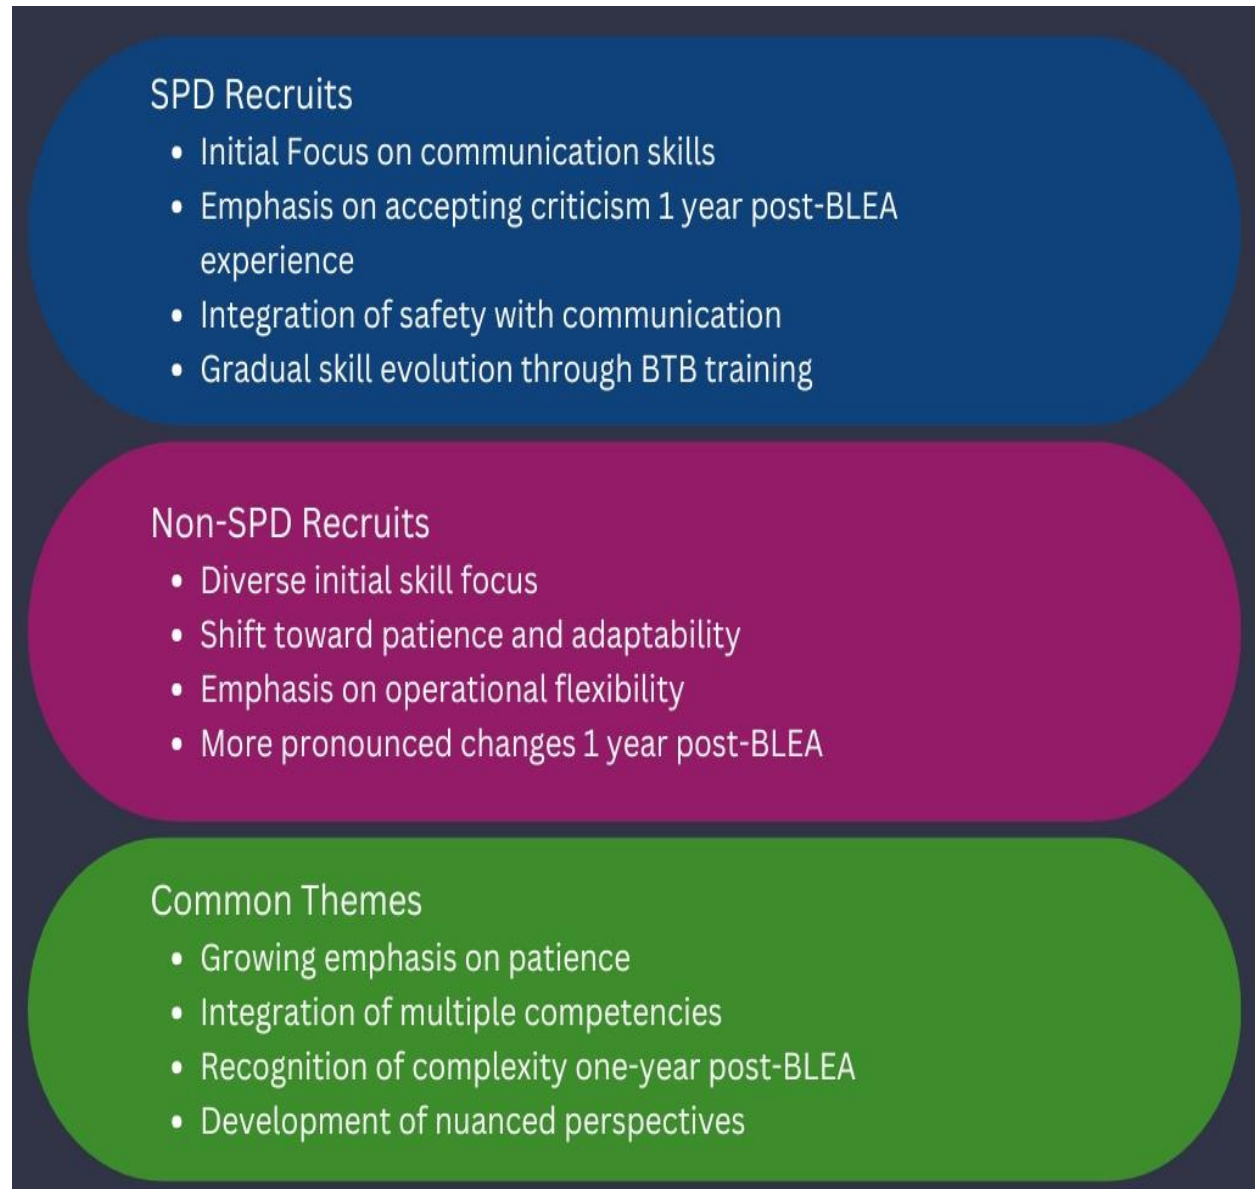 SPD Recruits
• Initial Focus on communication skills
• Emphasis on accepting criticism 1 year post-BLEA
experience
• Integration of safety with communication
• Gradual skill evolution through BTB training
Non-SPD Recruits
• Diverse initial skill focus
• Shift toward patience and adaptability
• Emphasis on operational flexibility
• More pronounced changes 1 year post-BLEA
Common Themes
• Growing emphasis on patience
• Integration of multiple competencies
• Recognition of complexity one-year post-BLEA
• Development of nuanced perspectives